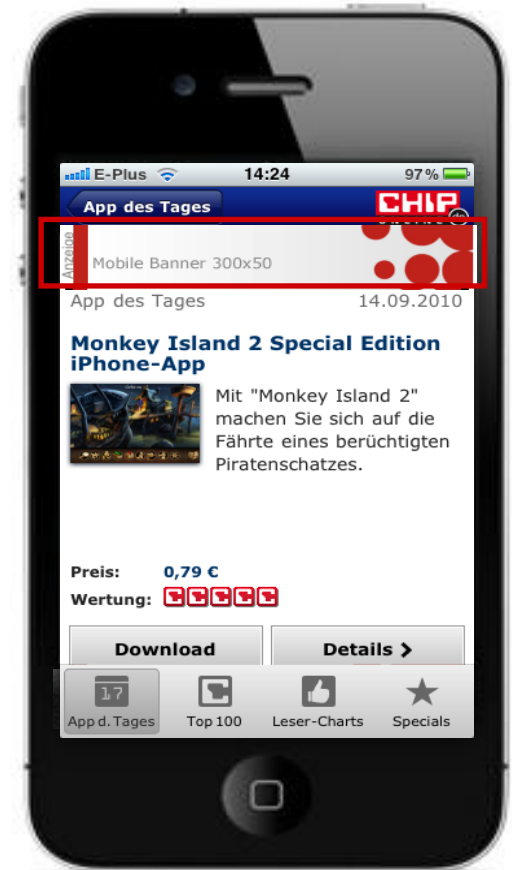 E-Plus 14:24 97%
App des Tages CHIP
Anzeige
Mobile Banner 300x50
App des Tages 14.09.2010
Monkey Island 2 Special Edition
iPhone-App
Mit "Monkey Island 2"
machen Sie sich auf die
Fährte eines berüchtigten
Piratenschatzes.
Preis: 0,79 €
Wertung:
Download Details
17
App d. Tages Top 100 Leser-Charts Specials